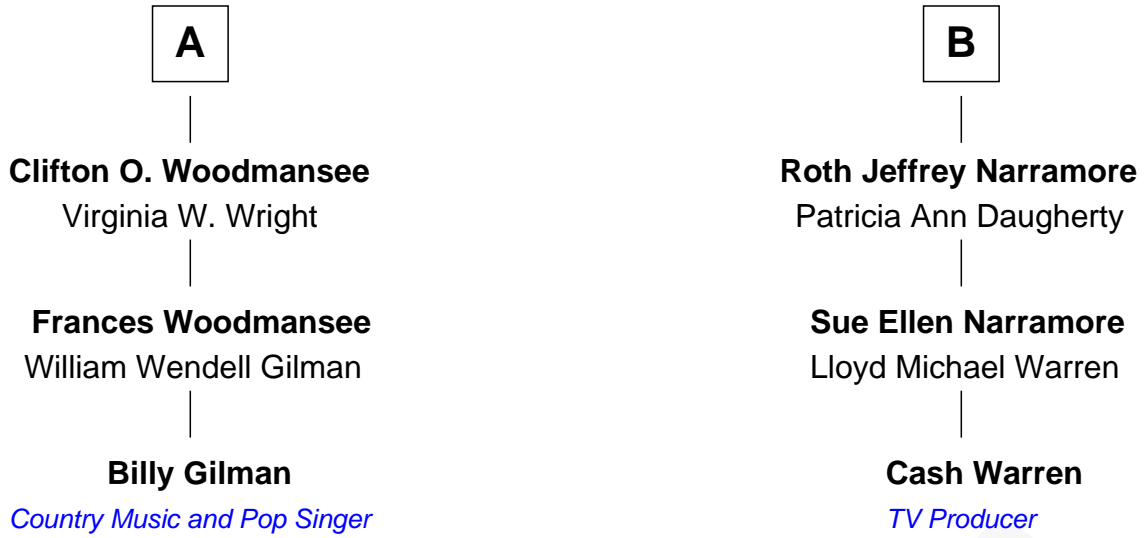 A
B
Clifton O. Woodmansee
Virginia W. Wright
Roth Jeffrey Narramore
Patricia Ann Daugherty
Frances Woodmansee
William Wendell Gilman
Sue Ellen Narramore
Lloyd Michael Warren
Billy Gilman
Country Music and Pop Singer
Cash Warren
TV Producer